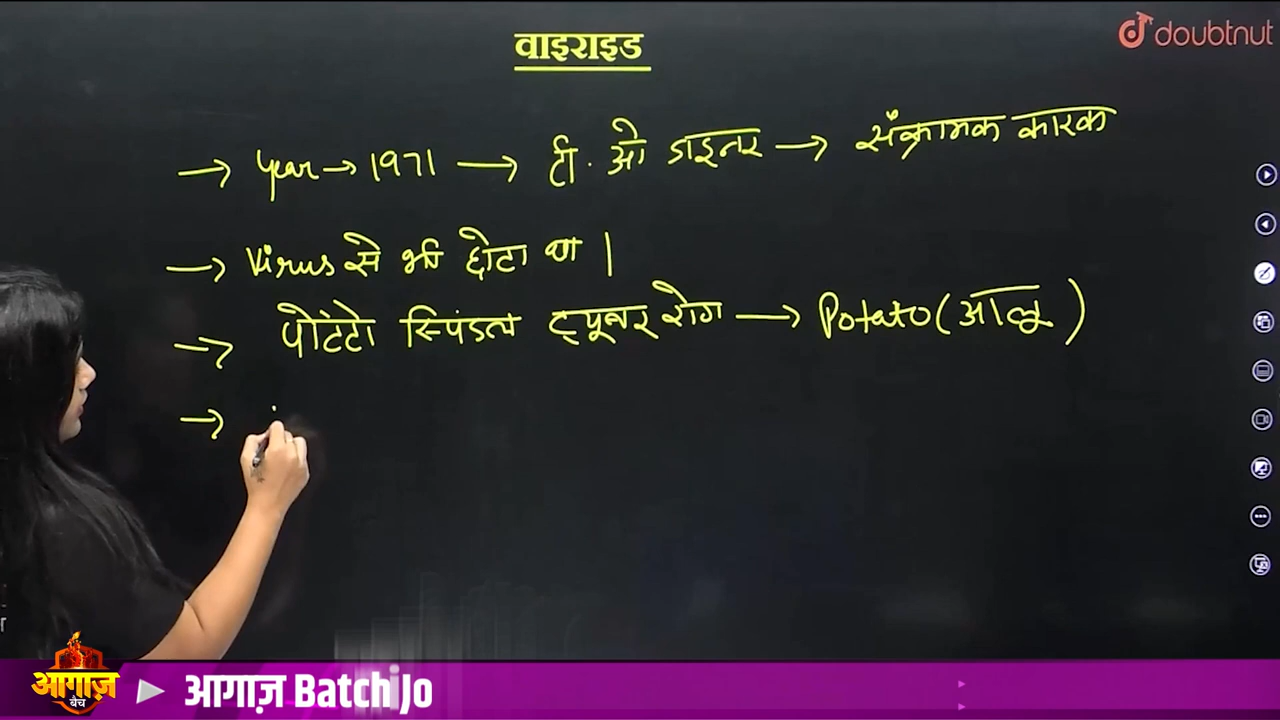 वाइराइड
doubtnut
→ Year → 1971 → टी. ओ डाइनर → संक्रामक कारक
→ Virus से भी छोटा था |
→ पोटेटो स्पिंडल ट्यूबर रोग → Potato (आलू)
→
आगाज़
बैच
आगाज़ Batch Jo